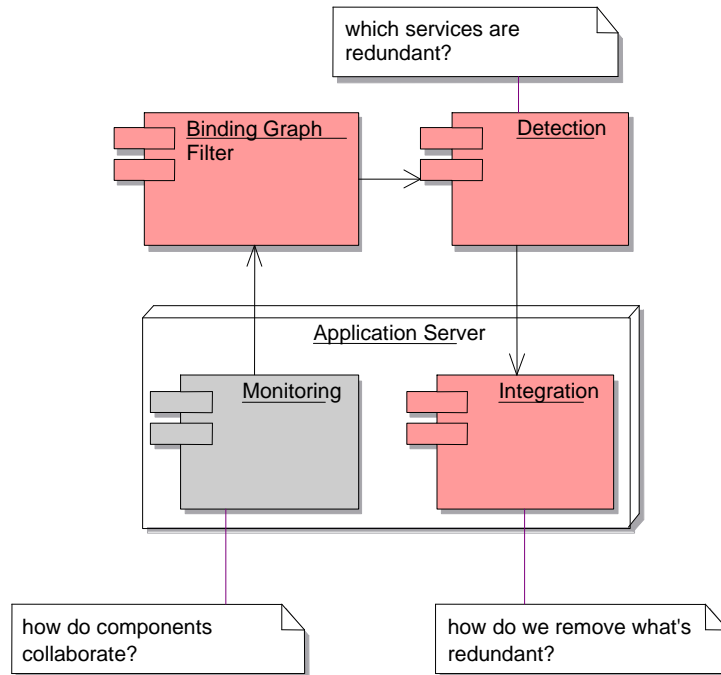 which services are
redundant?
Binding Graph
Filter
Detection
Application Server
Monitoring
Integration
how do components
collaborate?
how do we remove what's
redundant?